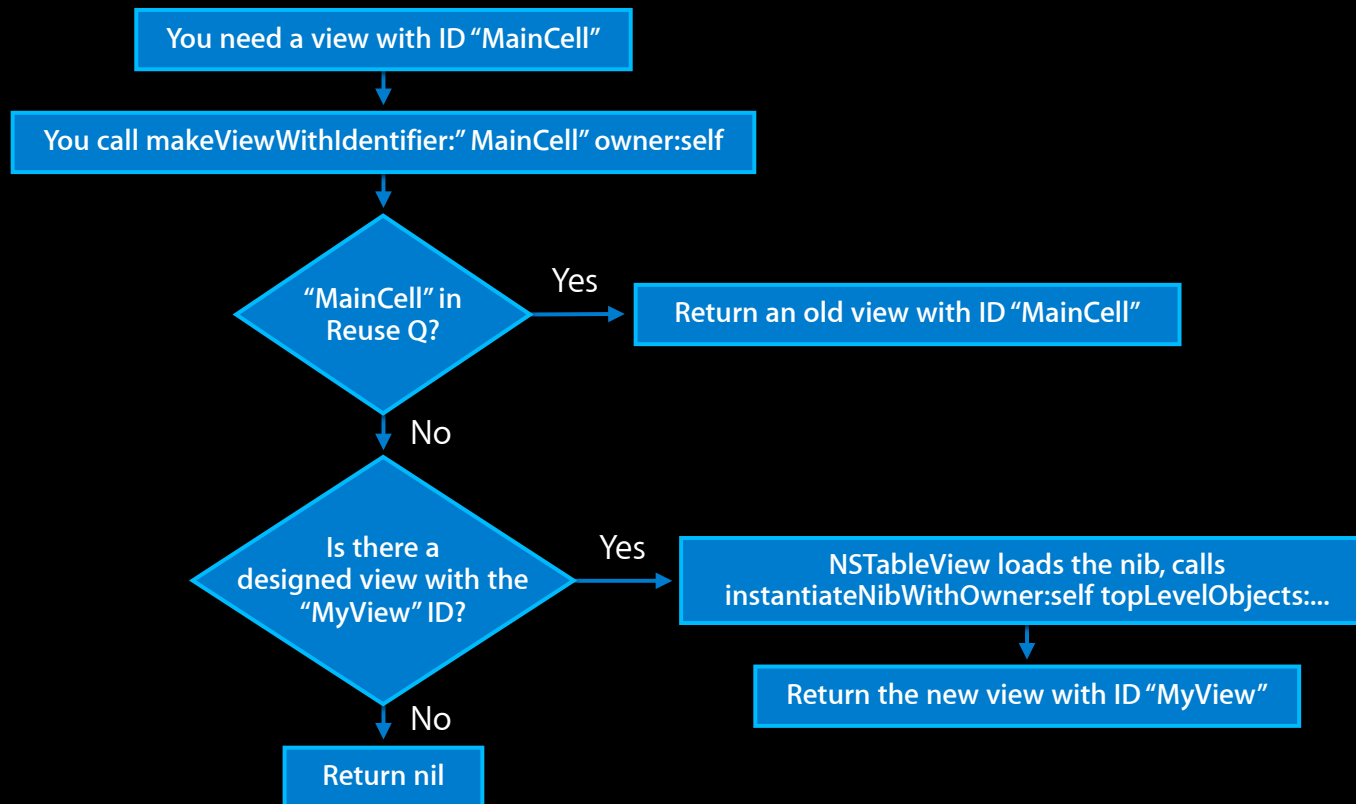 You need a view with ID “MainCell”
You call makeViewWithIdentifier:” MainCell” owner:self
“MainCell” in
Reuse Q?
Yes
Return an old view with ID “MainCell”
No
Is there a
designed view with the
“MyView” ID?
Yes
NSTableView loads the nib, calls
instantiateNibWithOwner:self topLevelObjects:...
Return the new view with ID “MyView”
No
Return nil